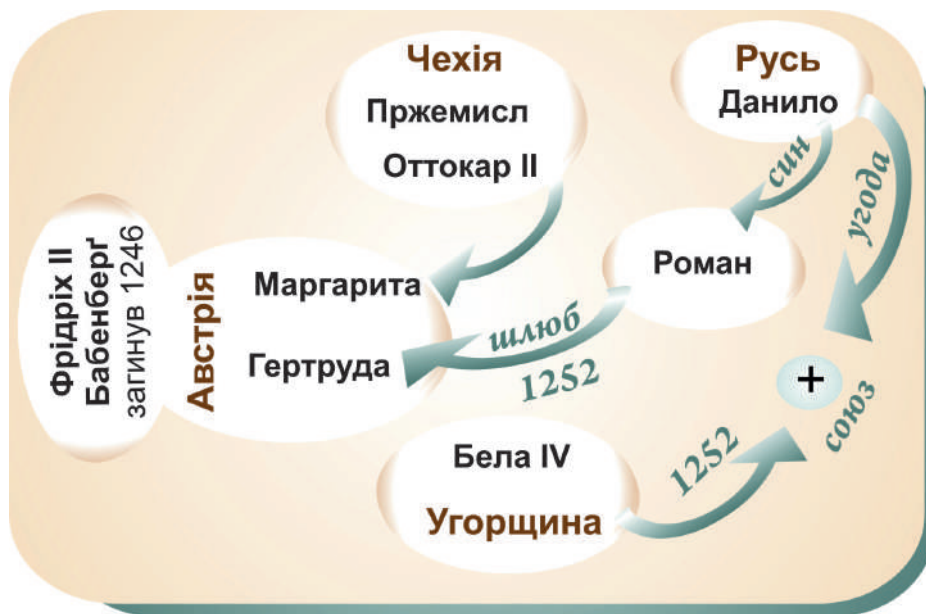 Чехія
Пржемисл
Оттокар II
Русь
Данило
син
угода
Роман
Фрідріх II
Бабенберґ
загинув 1246
Австрія
Маргарита
Гертруда
шлюб
1252
+
союз
1252
Бела IV
Угорщина